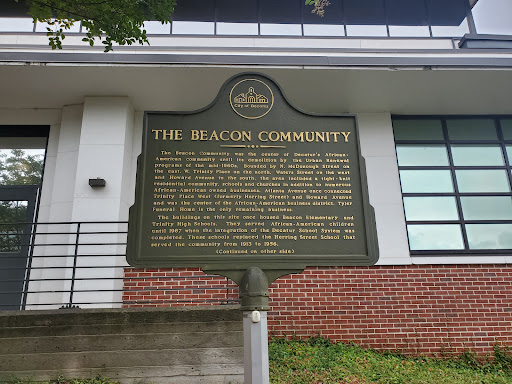 City of Decatur
THE BEACON COMMUNITY
The Beacon Community was the center of Decatur's African-
American community until its demolition by the Urban Renewal
programs of the mid-1960s. Bounded by N. McDonough Street on
the east, W. Trinity Place on the north, Waters Street on the west
and Howard Avenue to the south, the area included a tight-knit
residential community, schools and churches in addition to numerous
African-American owned businesses. Atlanta Avenue once connected
Trinity Place West (formerly Herring Street) and Howard Avenue
and was the center of the African-American business district. Tyler
Funeral Home is the only remaining business.
The buildings on this site once housed Beacon Elementary and
Trinity High Schools. They served African-American children
until 1967 when the integration of the Decatur School System was
completed. These schools replaced the Herring Street School that
served the community from 1913 to 1956.
(Continued on other side)